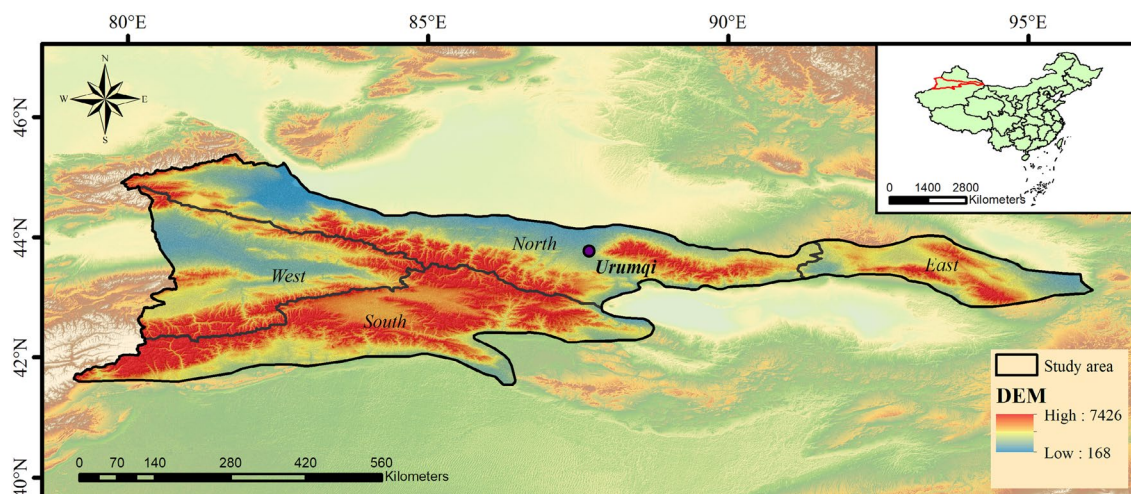 80°E 85°E 90°E 95°E
N
W E
S
46°N
44°N
42°N
40°N
0 1400 2800
Kilometers
North
Urumqi
East
West
South
Study area
DEM
High : 7426
Low : 168
0 70 140 280 420 560
Kilometers